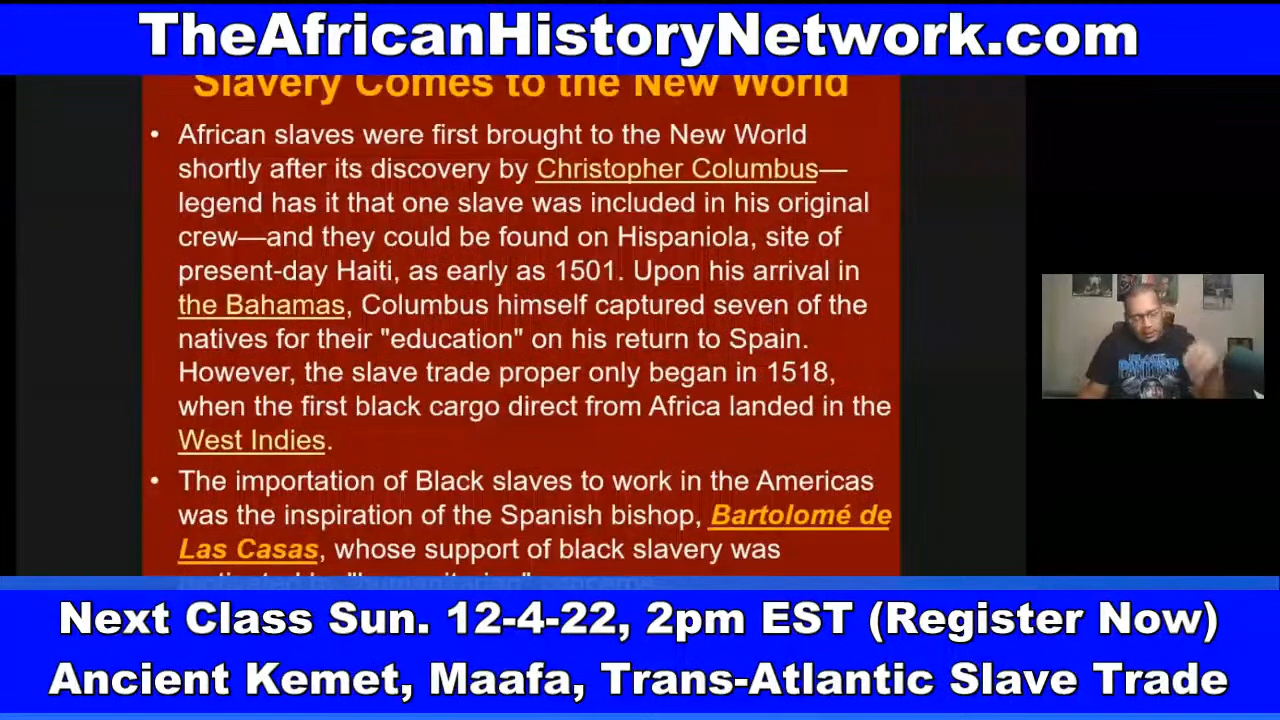 TheAfricanHistoryNetwork.com
Slavery Comes to the New World
• African slaves were first brought to the New World
shortly after its discovery by Christopher Columbus—
legend has it that one slave was included in his original
crew—and they could be found on Hispaniola, site of
present-day Haiti, as early as 1501. Upon his arrival in
the Bahamas, Columbus himself captured seven of the
natives for their "education" on his return to Spain.
However, the slave trade proper only began in 1518,
when the first black cargo direct from Africa landed in the
West Indies.
• The importation of Black slaves to work in the Americas
was the inspiration of the Spanish bishop, Bartolomé de
Las Casas, whose support of black slavery was
BLACK
PANTHER
Next Class Sun. 12-4-22, 2pm EST (Register Now)
Ancient Kemet, Maafa, Trans-Atlantic Slave Trade